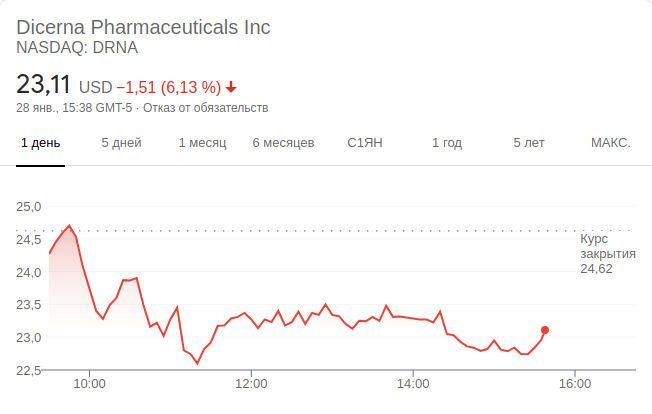 Dicerna Pharmaceuticals Inc
NASDAQ: DRNA
23,11 USD −1,51 (6,13 %)
28 янв., 15:38 GMT-5 · Отказ от обязательств
1 день 5 дней 1 месяц 6 месяцев С1ЯН 1 год 5 лет МАКС.
25,0
24,5
Курс
закрытия
24,62
24,0
23,5
23,0
22,5
10:00 12:00 14:00 16:00